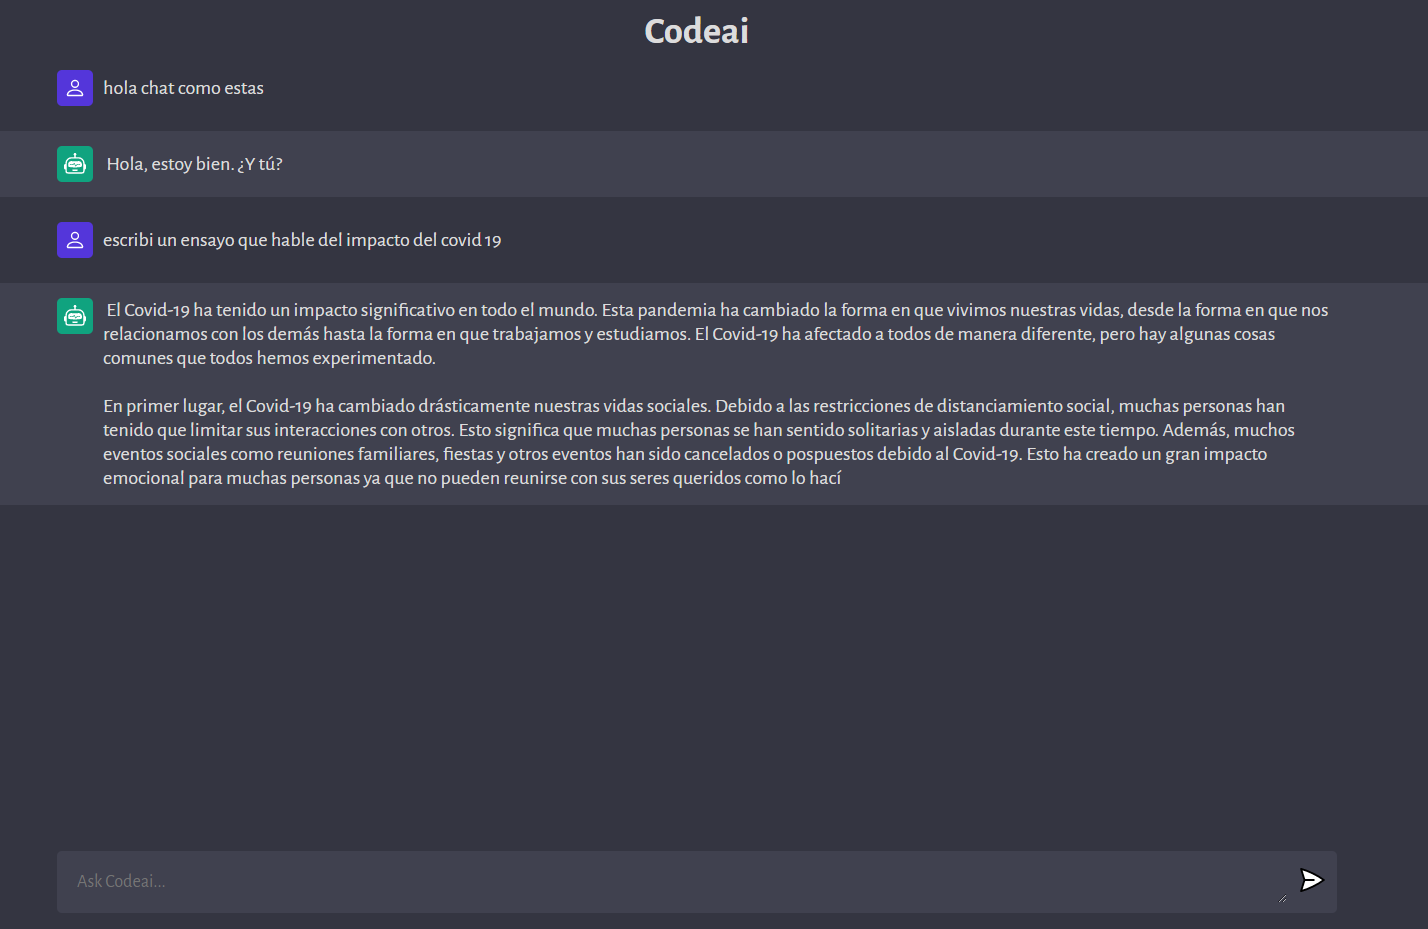 Codeai
hola chat como estas
Hola, estoy bien. ¿Y tú?
escribi un ensayo que hable del impacto del covid 19
El Covid-19 ha tenido un impacto significativo en todo el mundo. Esta pandemia ha cambiado la forma en que vivimos nuestras vidas, desde la forma en que nos
relacionamos con los demás hasta la forma en que trabajamos y estudiamos. El Covid-19 ha afectado a todos de manera diferente, pero hay algunas cosas
comunes que todos hemos experimentado.
En primer lugar, el Covid-19 ha cambiado drásticamente nuestras vidas sociales. Debido a las restricciones de distanciamiento social, muchas personas han
tenido que limitar sus interacciones con otros. Esto significa que muchas personas se han sentido solitarias y aisladas durante este tiempo. Además, muchos
eventos sociales como reuniones familiares, fiestas y otros eventos han sido cancelados o pospuestos debido al Covid-19. Esto ha creado un gran impacto
emocional para muchas personas ya que no pueden reunirse con sus seres queridos como lo hací
Ask Codeai...